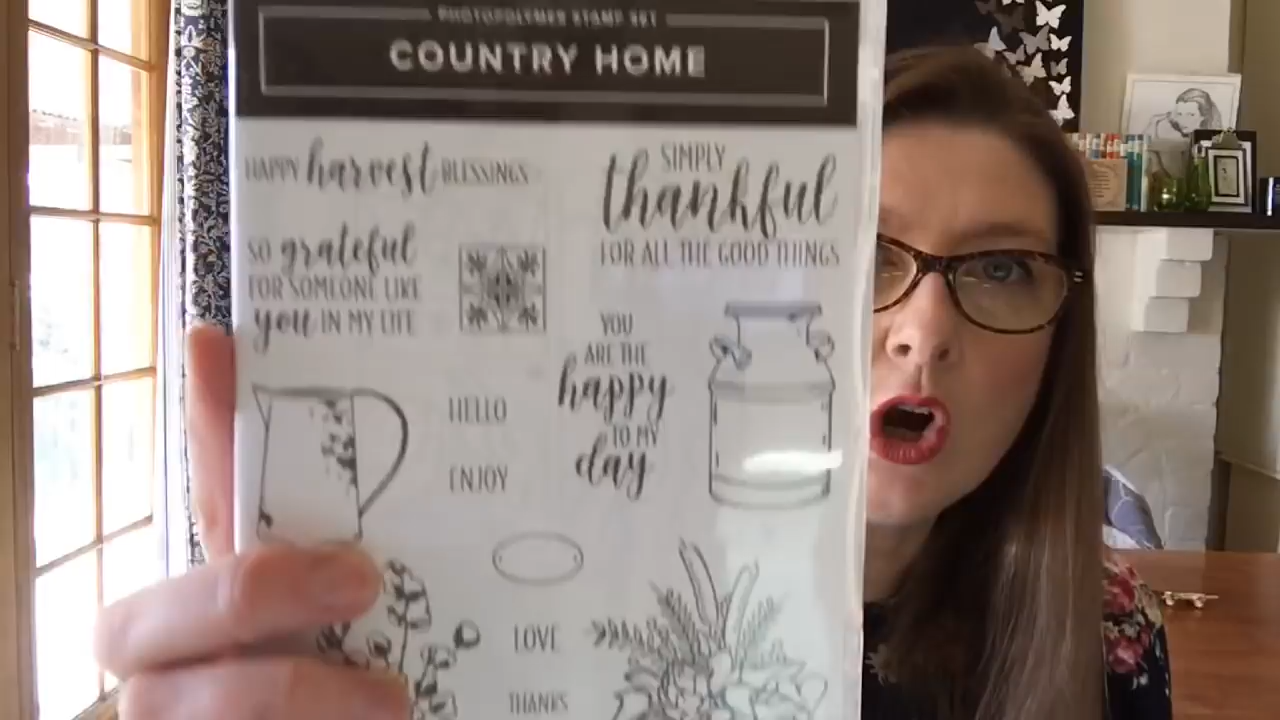 PHOTOPOLYMER STAMP SET
COUNTRY HOME
HAPPY harvest BLESSINGS
SIMPLY
thankful
FOR ALL THE GOOD THINGS
SO grateful
FOR SOMEONE LIKE
you IN MY LIFE
YOU
ARE THE
happy
TO MY
day
HELLO
ENJOY
LOVE
THANKS